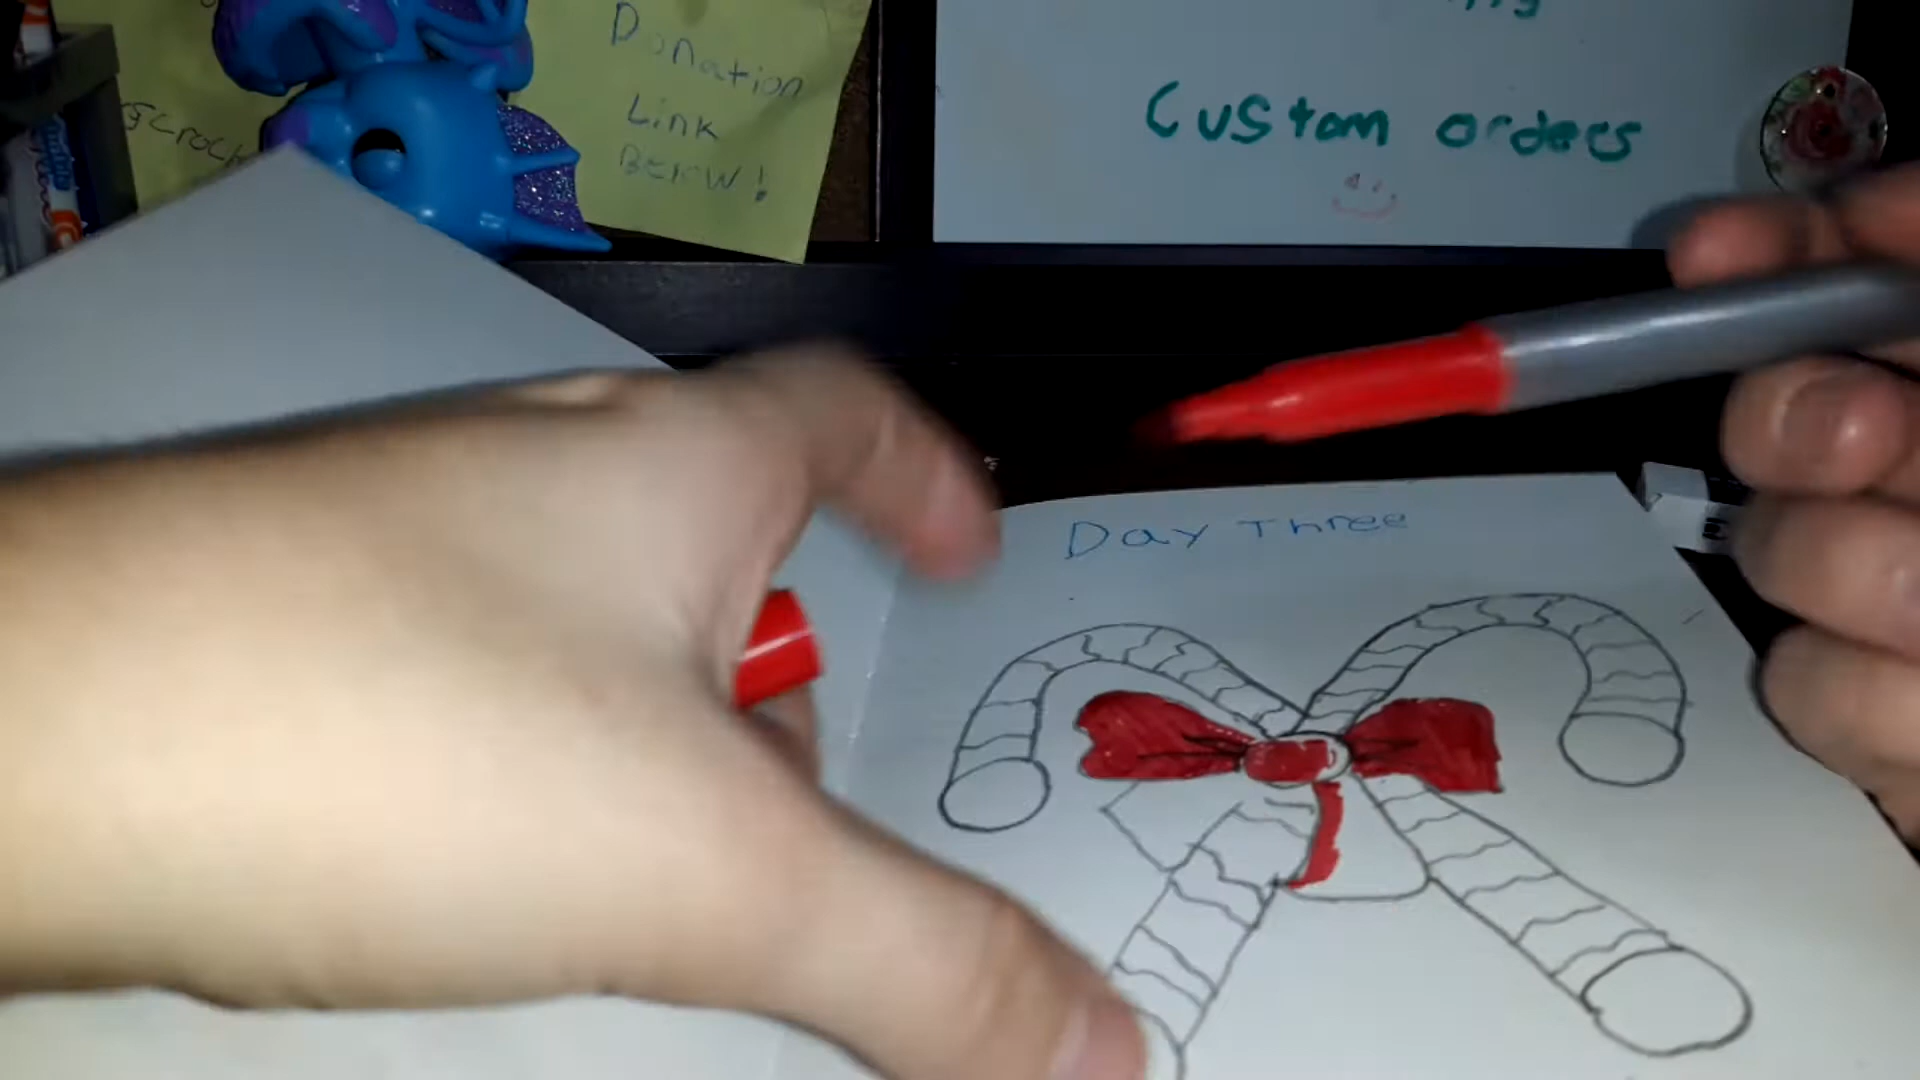 Donation
Link
Below!
Custom orders
Day Three